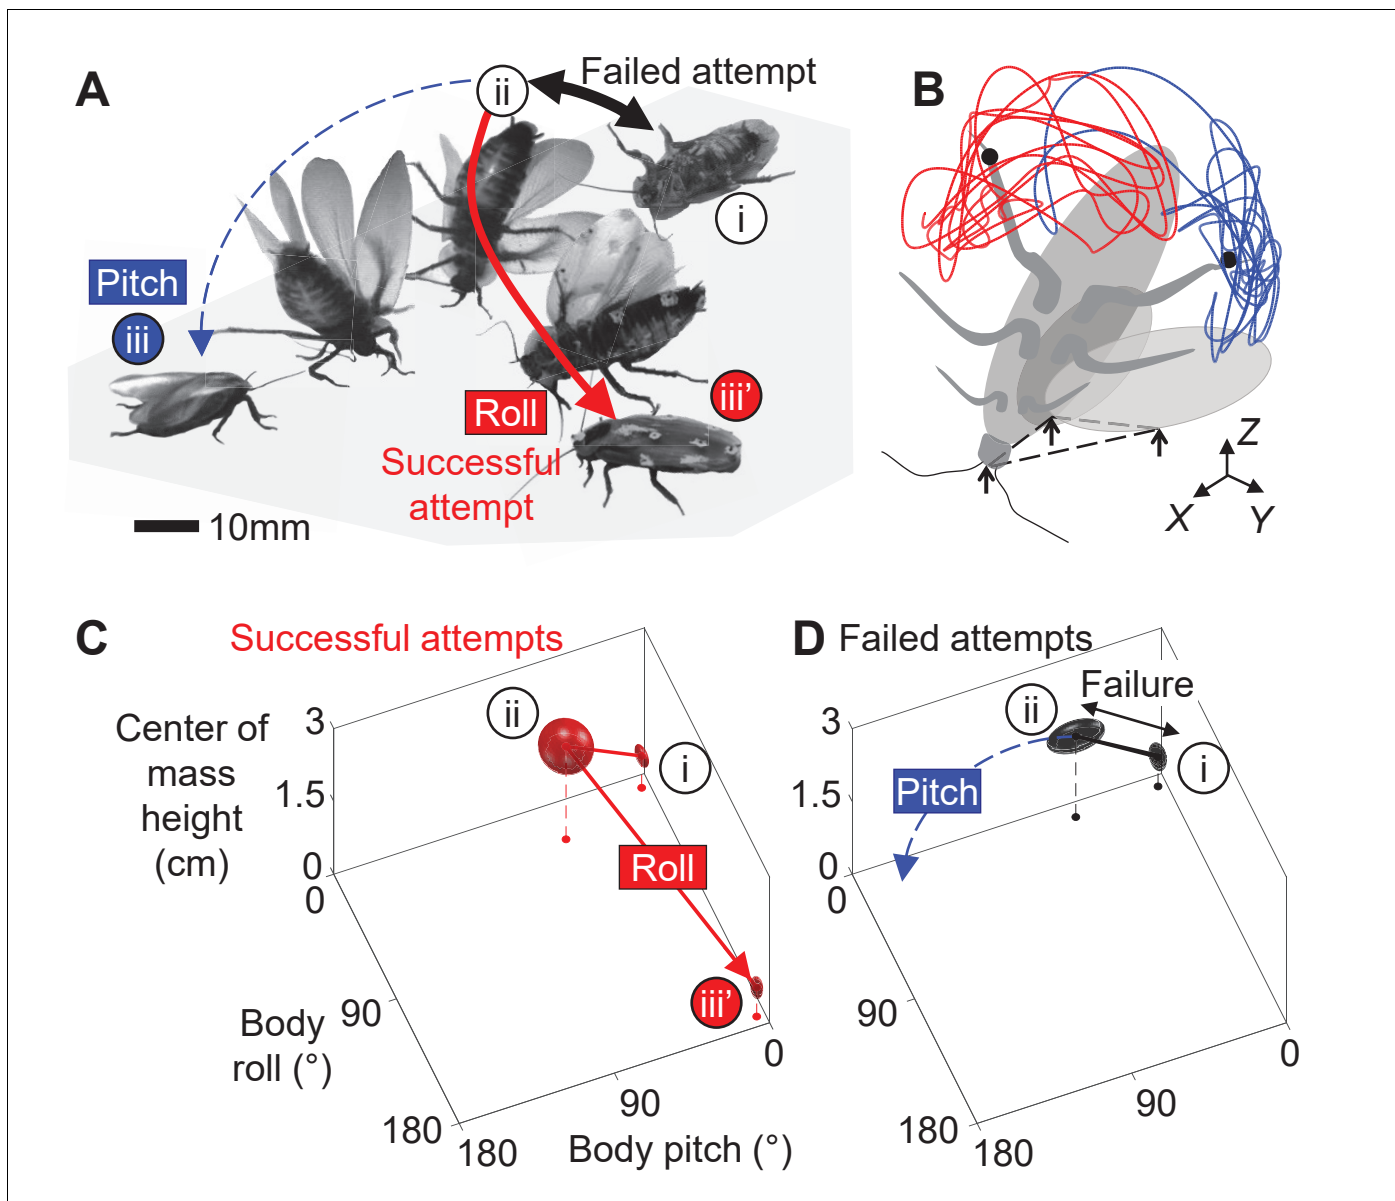 A
ii
Failed attempt
i
Pitch
iii
iii'
Roll
Successful
attempt
10mm
B
Z
X
Y
C
Successful attempts
ii
i
Center of
mass
height
(cm)
3
1.5
0
0
Roll
iii'
90
Body
roll (°)
180
180
90
0
Body pitch (°)
D
Failed attempts
Failure
ii
i
Pitch
3
1.5
0
0
90
180
180
90
0